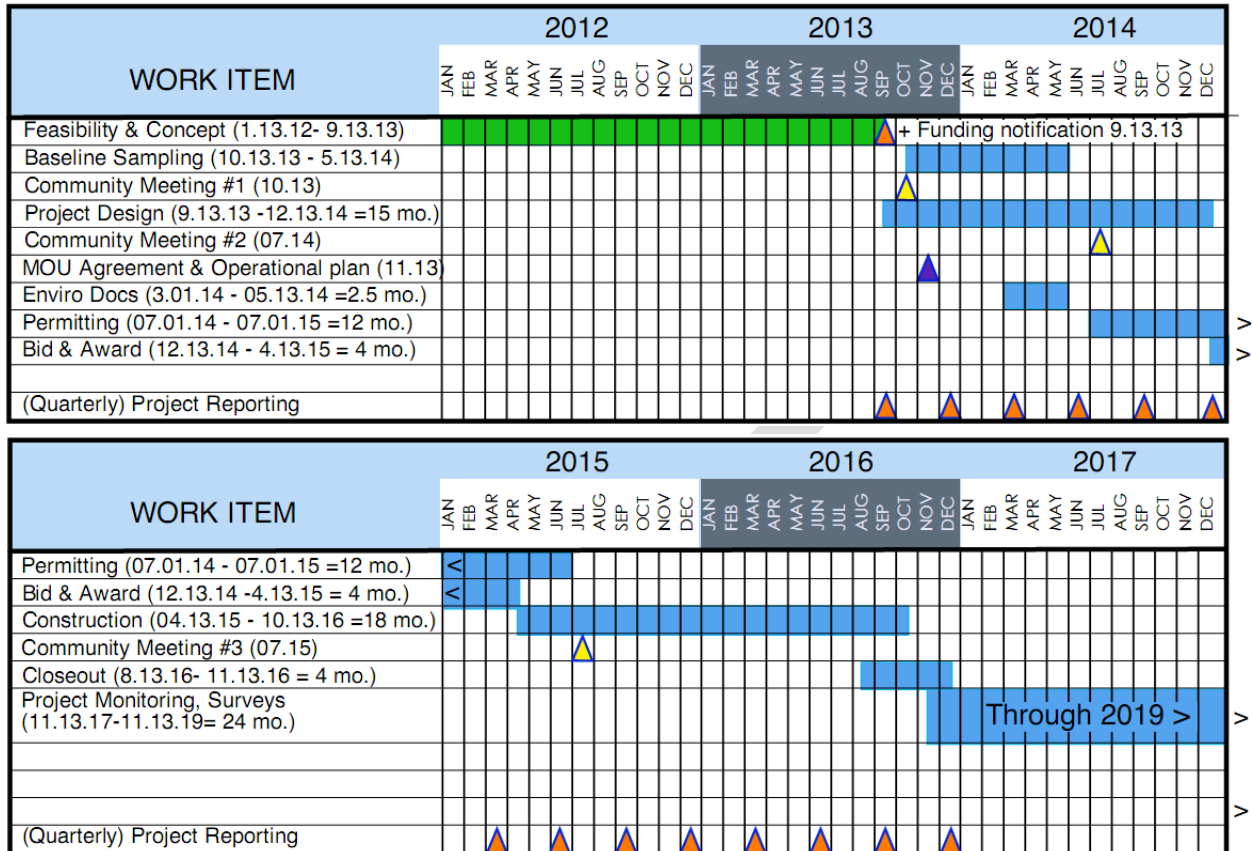 2012 2013 2014
WORK ITEM
JAN FEB MAR APR MAY JUN JUL AUG SEP OCT NOV DEC JAN FEB MAR APR MAY JUN JUL AUG SEP OCT NOV DEC JAN FEB MAR APR MAY JUN JUL AUG SEP OCT NOV DEC
Feasibility & Concept (1.13.12- 9.13.13) + Funding notification 9.13.13
Baseline Sampling (10.13.13 - 5.13.14)
Community Meeting #1 (10.13)
Project Design (9.13.13 -12.13.14 =15 mo.)
Community Meeting #2 (07.14)
MOU Agreement & Operational plan (11.13)
Enviro Docs (3.01.14 - 05.13.14 =2.5 mo.)
Permitting (07.01.14 - 07.01.15 =12 mo.) >
Bid & Award (12.13.14 - 4.13.15 = 4 mo.) >
(Quarterly) Project Reporting
2015 2016 2017
WORK ITEM
JAN FEB MAR APR MAY JUN JUL AUG SEP OCT NOV DEC JAN FEB MAR APR MAY JUN JUL AUG SEP OCT NOV DEC JAN FEB MAR APR MAY JUN JUL AUG SEP OCT NOV DEC
Permitting (07.01.14 - 07.01.15 =12 mo.) <
Bid & Award (12.13.14 -4.13.15 = 4 mo.) <
Construction (04.13.15 - 10.13.16 =18 mo.)
Community Meeting #3 (07.15)
Closeout (8.13.16- 11.13.16 = 4 mo.)
Project Monitoring, Surveys
(11.13.17-11.13.19= 24 mo.) Through 2019 > >
>
(Quarterly) Project Reporting